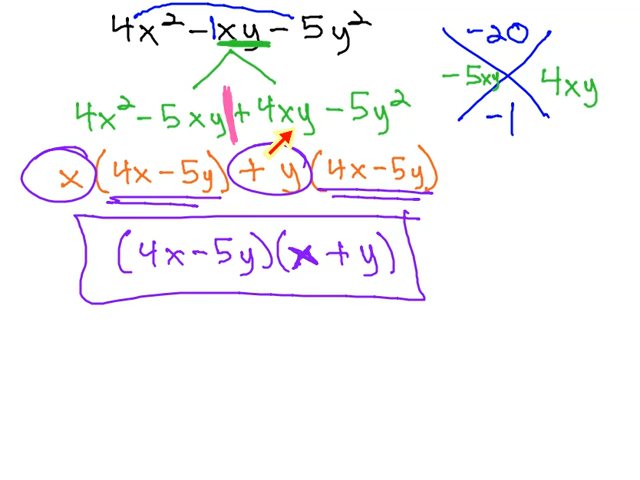 4x² - 1xy - 5y²
-20
-5xy 4xy
-1
4x² - 5xy + 4xy - 5y²
x (4x - 5y) + y (4x - 5y)
(4x - 5y)(x + y)